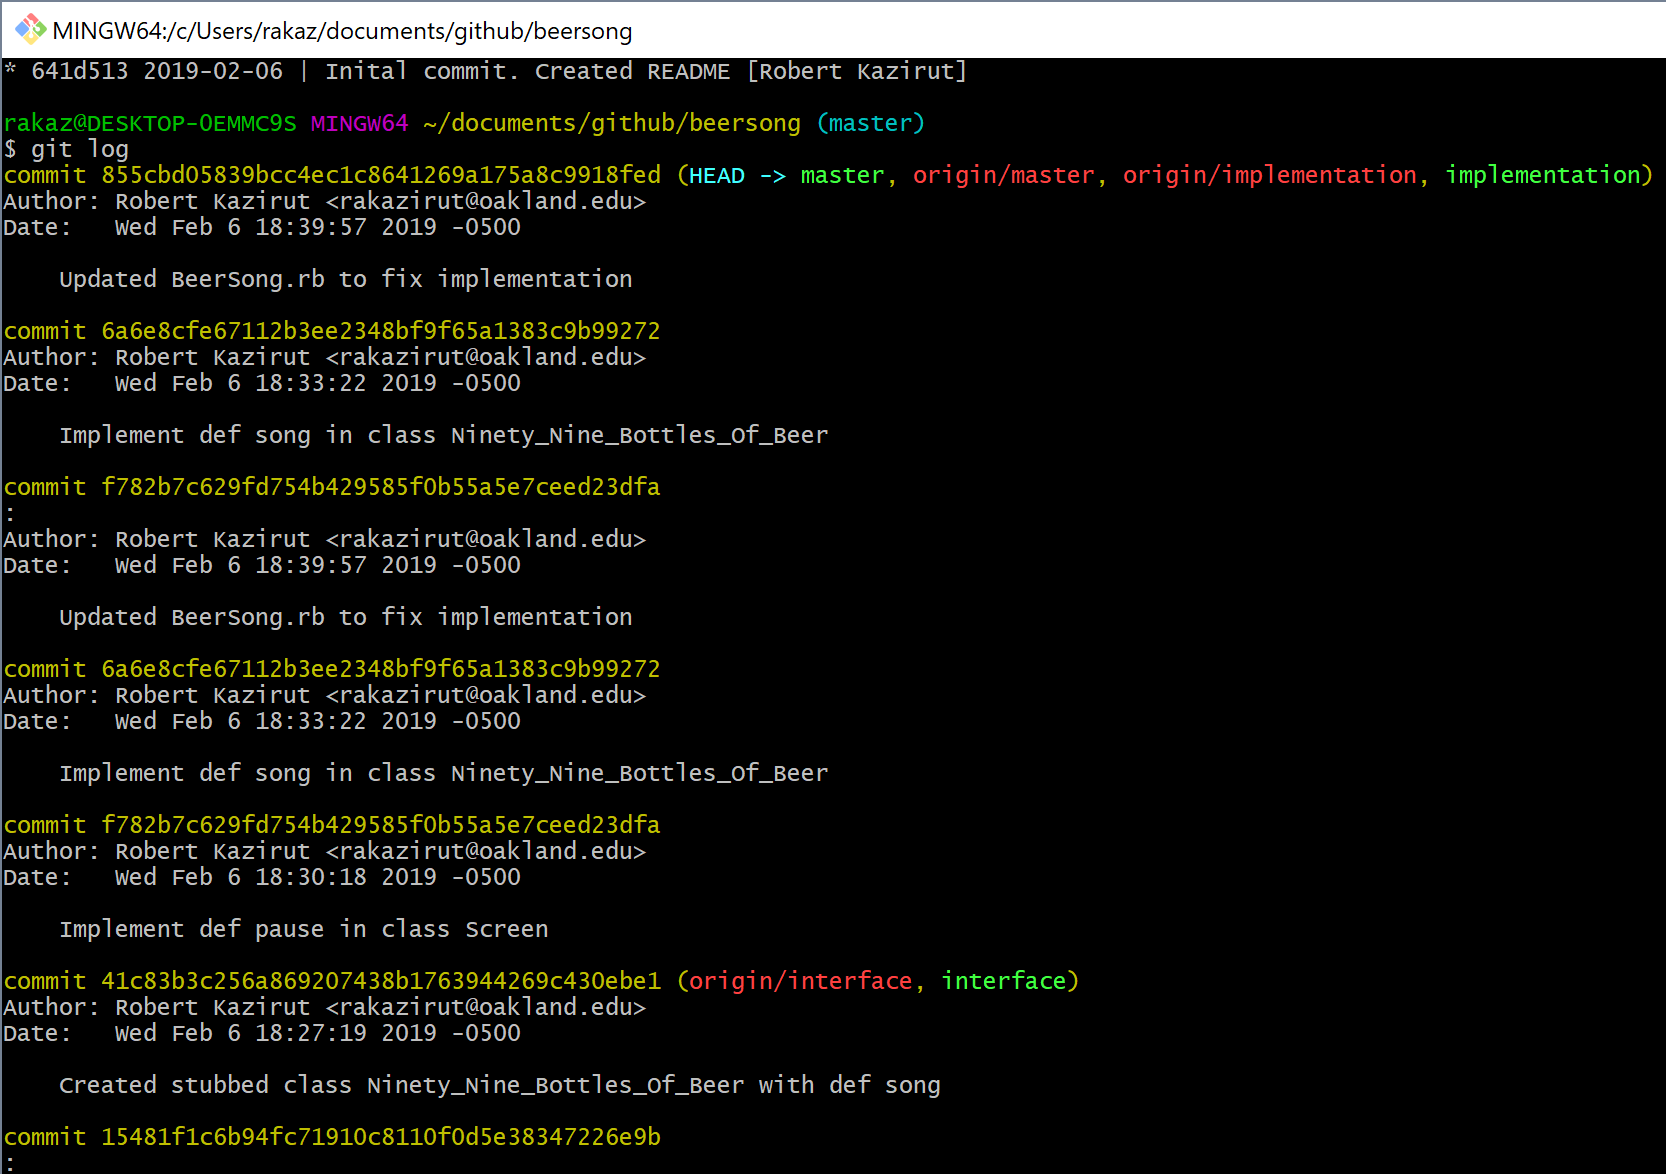 MINGW64:/c/Users/rakaz/documents/github/beersong
* 641d513 2019-02-06 | Inital commit. Created README [Robert Kazirut]
rakaz@DESKTOP-OEMMC9S MINGW64 ~/documents/github/beersong (master)
$ git log
commit 855cbd05839bcc4ec1c8641269a175a8c9918fed (HEAD -> master, origin/master, origin/implementation, implementation)
Author: Robert Kazirut <rakazirut@oakland.edu>
Date:   Wed Feb 6 18:39:57 2019 -0500
Updated BeerSong.rb to fix implementation
commit 6a6e8cfe67112b3ee2348bf9f65a1383c9b99272
Author: Robert Kazirut <rakazirut@oakland.edu>
Date:   Wed Feb 6 18:33:22 2019 -0500
Implement def song in class Ninety_Nine_Bottles_Of_Beer
commit f782b7c629fd754b429585f0b55a5e7ceed23dfa
:
Author: Robert Kazirut <rakazirut@oakland.edu>
Date:   Wed Feb 6 18:39:57 2019 -0500
Updated BeerSong.rb to fix implementation
commit 6a6e8cfe67112b3ee2348bf9f65a1383c9b99272
Author: Robert Kazirut <rakazirut@oakland.edu>
Date:   Wed Feb 6 18:33:22 2019 -0500
Implement def song in class Ninety_Nine_Bottles_Of_Beer
commit f782b7c629fd754b429585f0b55a5e7ceed23dfa
Author: Robert Kazirut <rakazirut@oakland.edu>
Date:   Wed Feb 6 18:30:18 2019 -0500
Implement def pause in class Screen
commit 41c83b3c256a869207438b1763944269c430ebe1 (origin/interface, interface)
Author: Robert Kazirut <rakazirut@oakland.edu>
Date:   Wed Feb 6 18:27:19 2019 -0500
Created stubbed class Ninety_Nine_Bottles_Of_Beer with def song
commit 15481f1c6b94fc71910c8110f0d5e38347226e9b
: